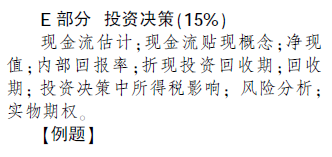 E 部分 投资决策(15%)
现金流估计;现金流贴现概念;净现
值;内部回报率;折现投资回收期;回收
期;投资决策中所得税影响;风险分析;
实物期权。
【例题】